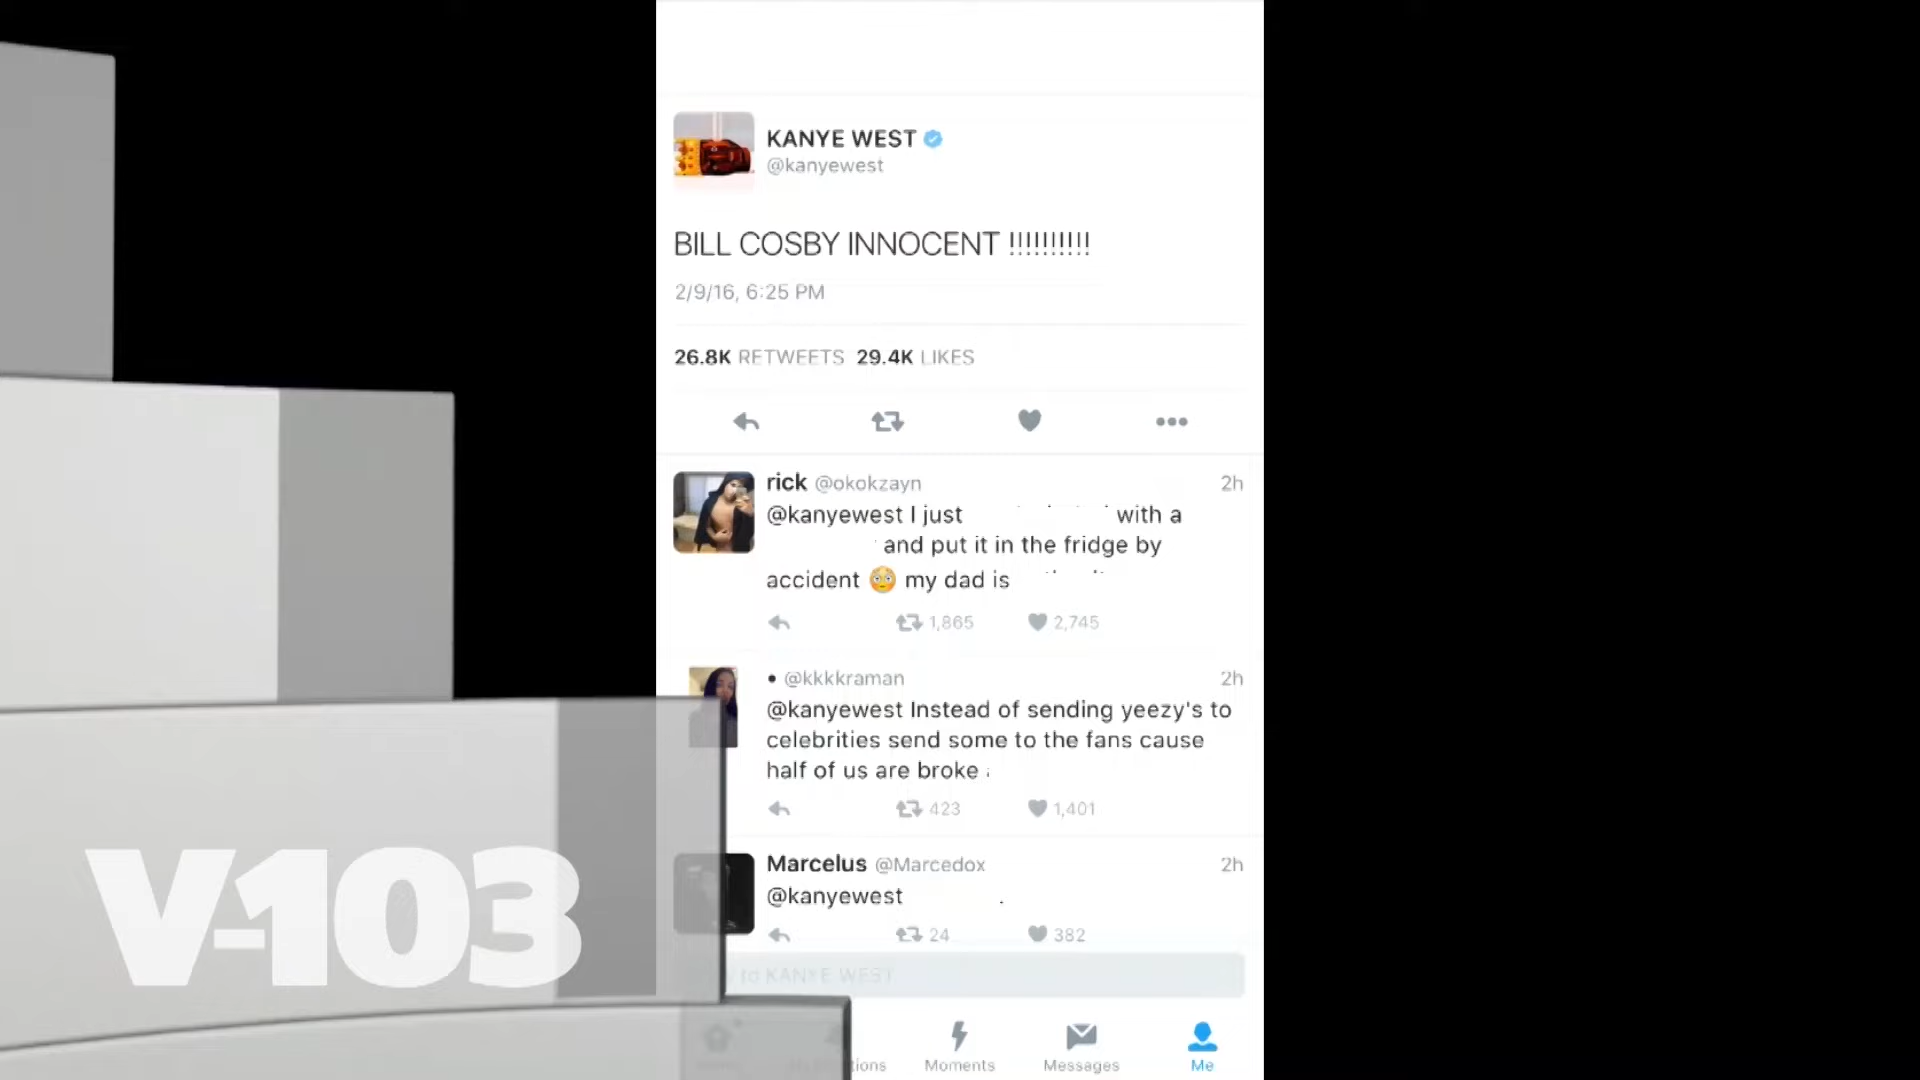 KANYE WEST
@kanyewest
BILL COSBY INNOCENT !!!!!!!!!!
2/9/16, 6:25 PM
26.8K RETWEETS 29.4K LIKES
rick @okokzayn 2h
@kanyewest I just with a
and put it in the fridge by
accident 😳 my dad is
1,865 2,745
• @kkkkraman 2h
@kanyewest Instead of sending yeezy's to
celebrities send some to the fans cause
half of us are broke
423 1,401
Marcelus @Marcedox 2h
@kanyewest
24 382
to KANYE WEST
Moments Messages Me
V-103